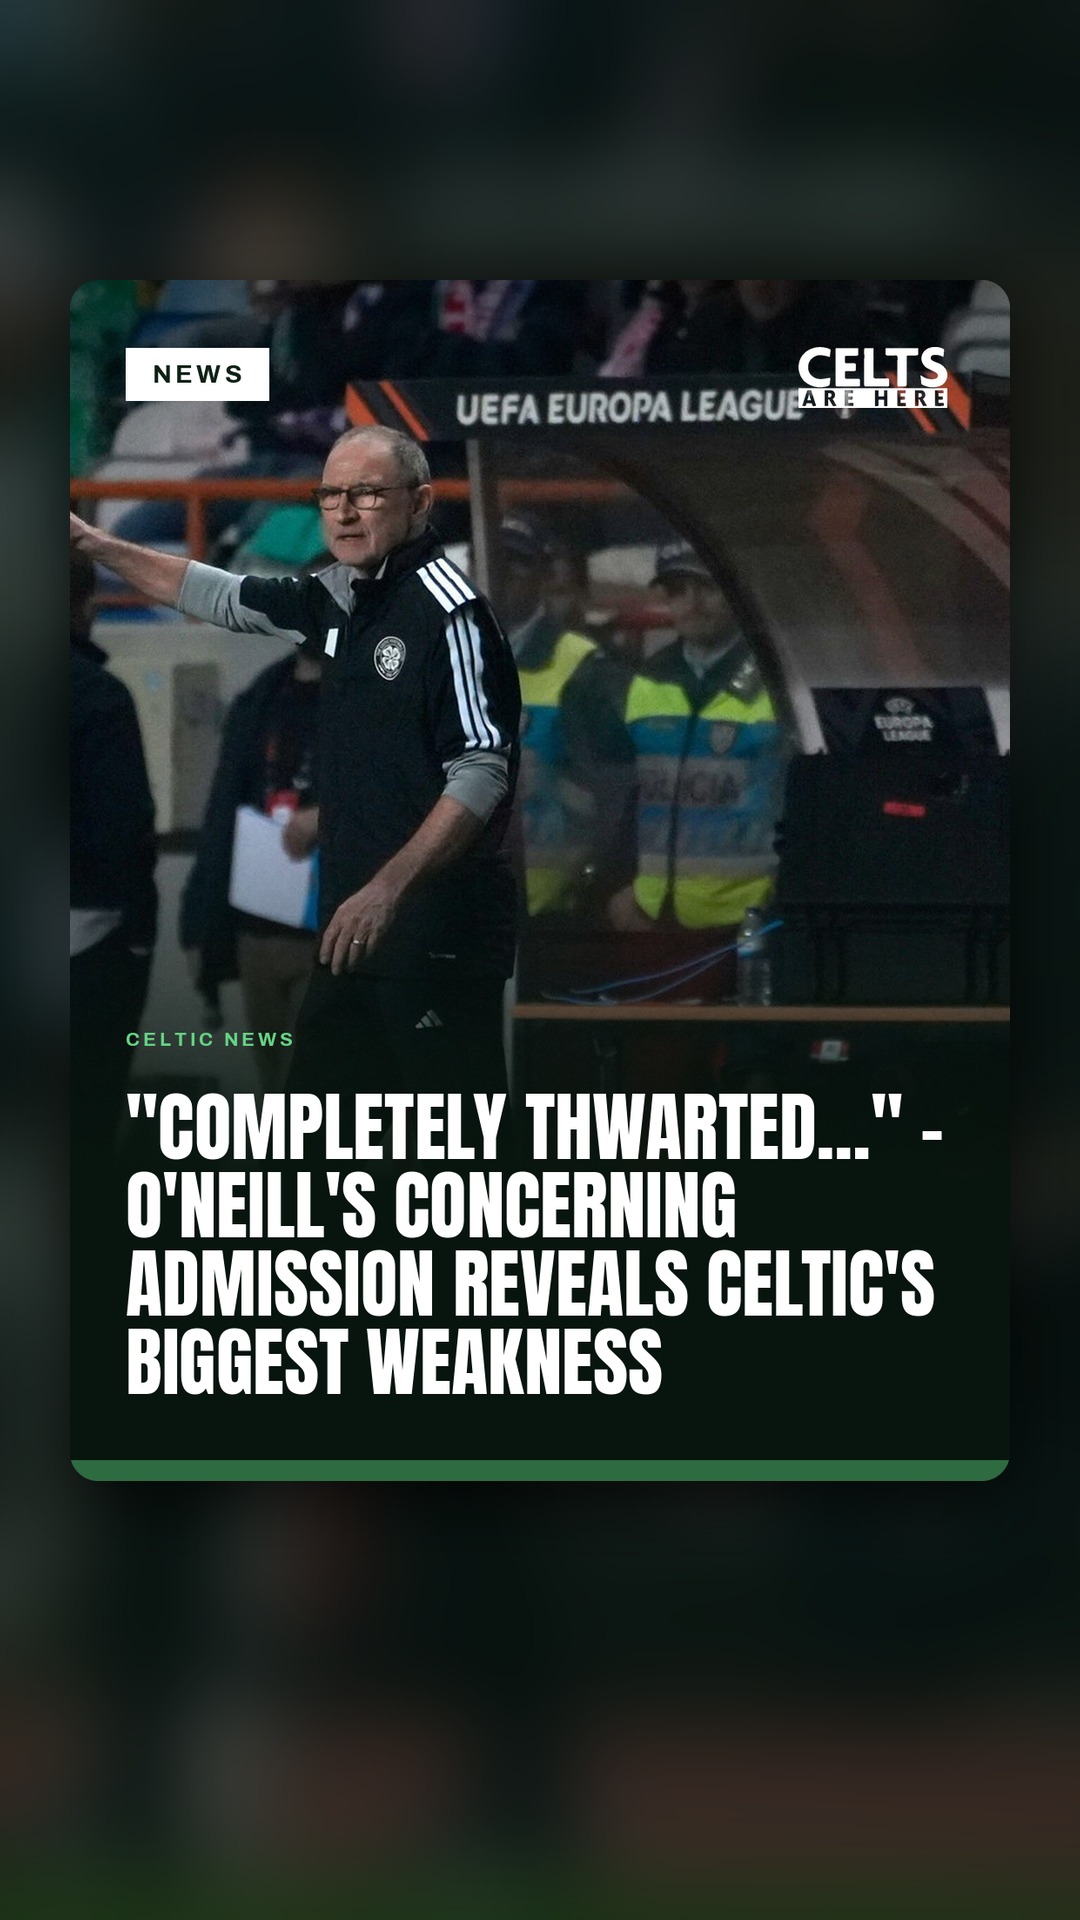 NEWS
CELTS
ARE HERE
UEFA EUROPA LEAGUE
EUROPA
LEAGUE
CELTIC NEWS
"COMPLETELY THWARTED..." -
O'NEILL'S CONCERNING
ADMISSION REVEALS CELTIC'S
BIGGEST WEAKNESS